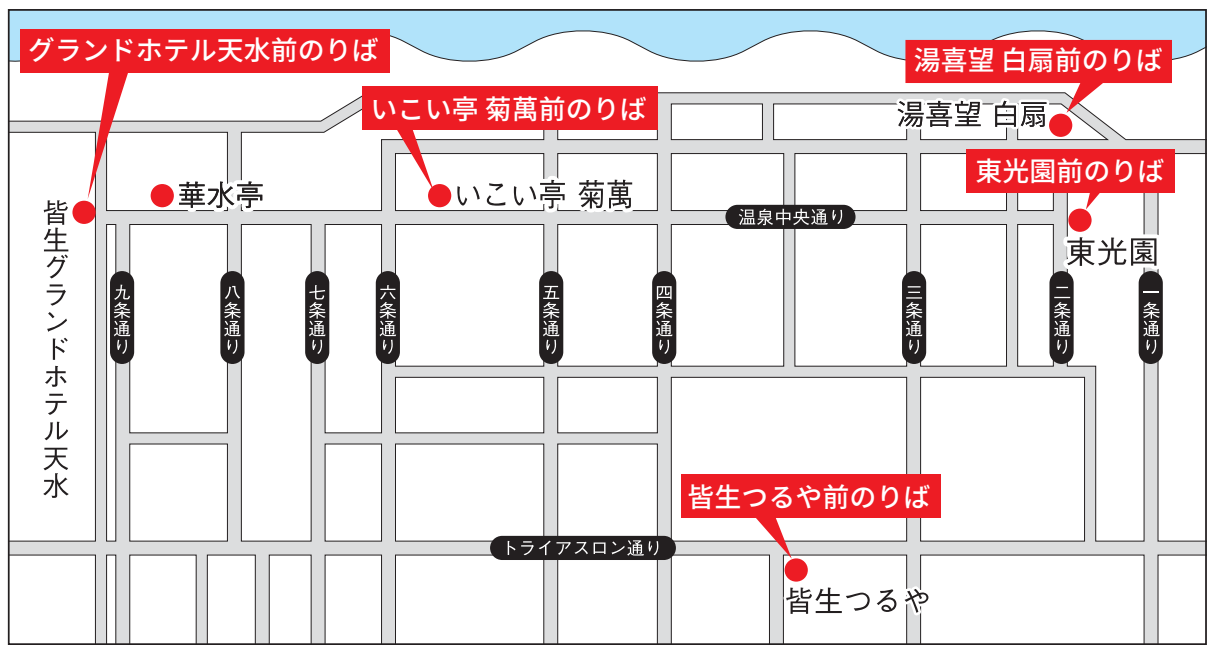 グランドホテル天水前のりば
湯喜望 白扇前のりば
いこい亭 菊萬前のりば
湯喜望 白扇
東光園前のりば
華水亭
いこい亭 菊萬
皆生グランドホテル天水
温泉中央通り
東光園
九条通り
八条通り
七条通り
六条通り
五条通り
四条通り
三条通り
二条通り
一条通り
皆生つるや前のりば
トライアスロン通り
皆生つるや